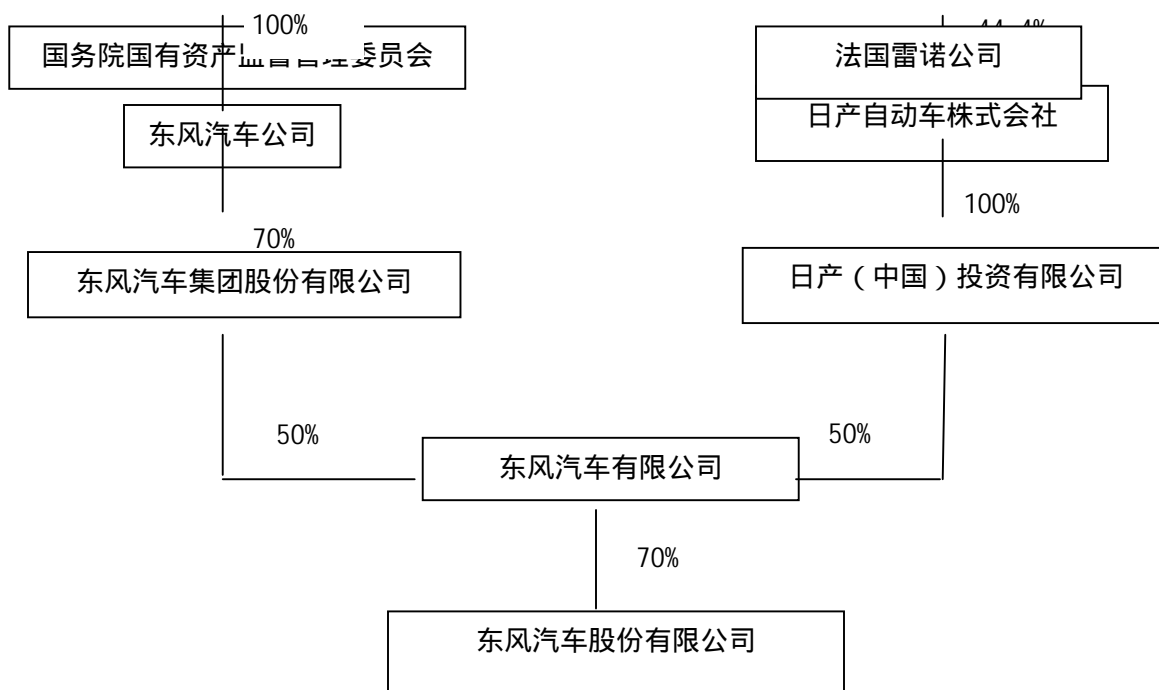 100%
国务院国有资产监督管理委员会
法国雷诺公司
东风汽车公司
日产自动车株式会社
100%
70%
东风汽车集团股份有限公司
日产（中国）投资有限公司
50%
50%
东风汽车有限公司
70%
东风汽车股份有限公司